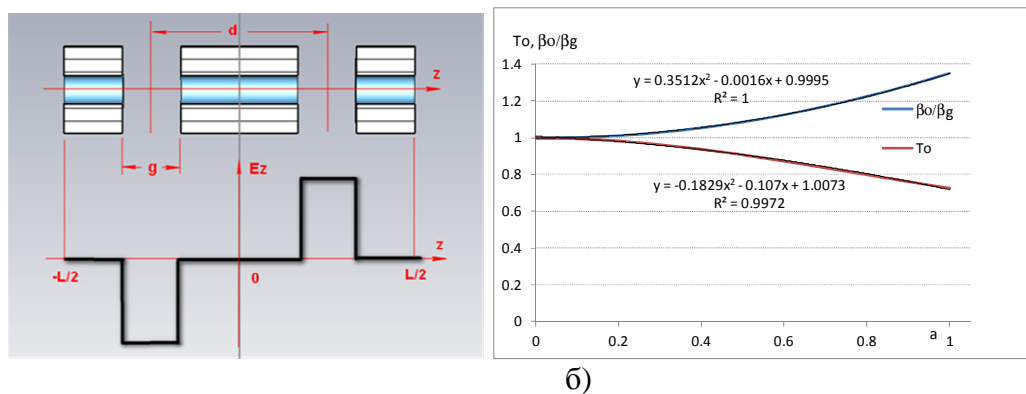 d
z
g
Ez
z
-L/2
0
L/2
To, βo/βg
1.4
1.2
1
0.8
0.6
0.4
0.2
0
y = 0.3512x² - 0.0016x + 0.9995
R² = 1
βo/βg
To
y = -0.1829x² - 0.107x + 1.0073
R² = 0.9972
0 0.2 0.4 0.6 0.8 a 1
б)